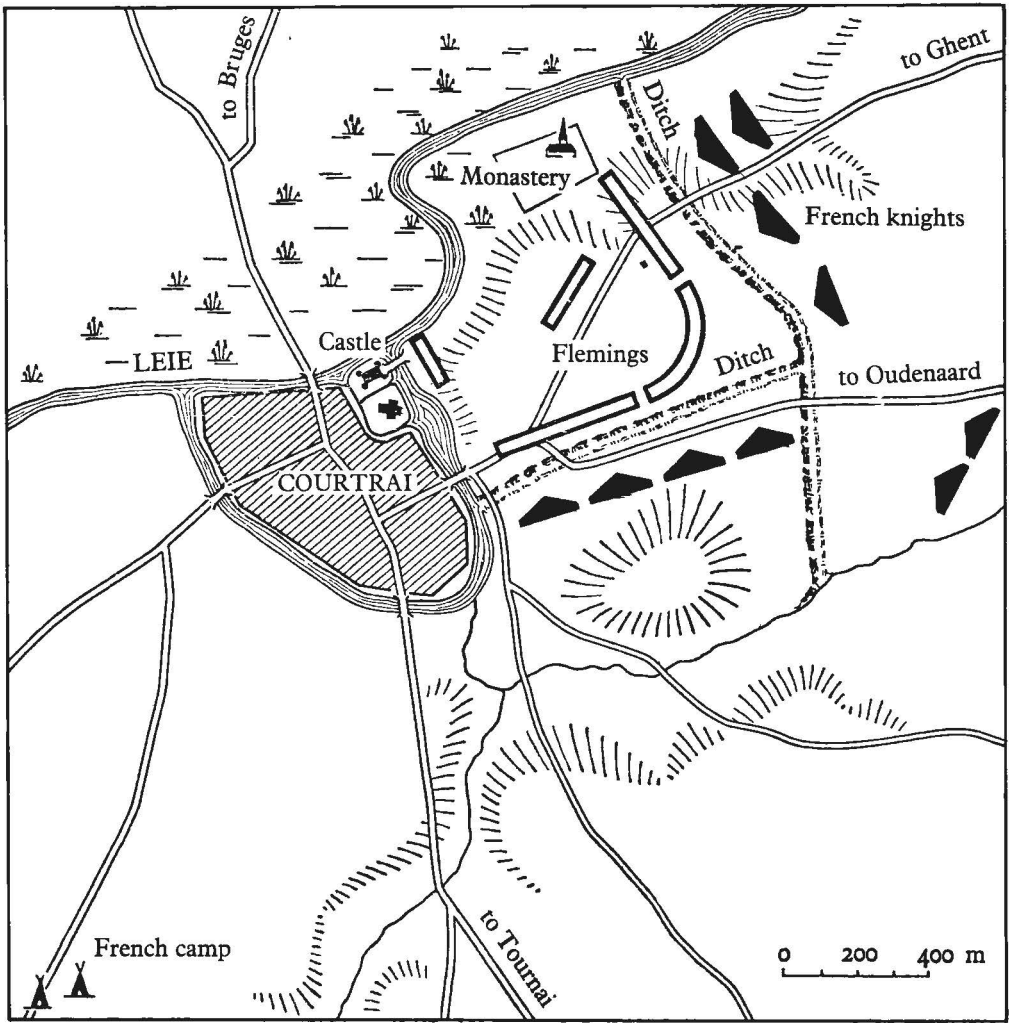 to Bruges
to Ghent
Ditch
Monastery
French knights
Castle
Flemings
Ditch
LEIE
to Oudenaard
COURTRAI
French camp
to Tournai
0 200 400 m